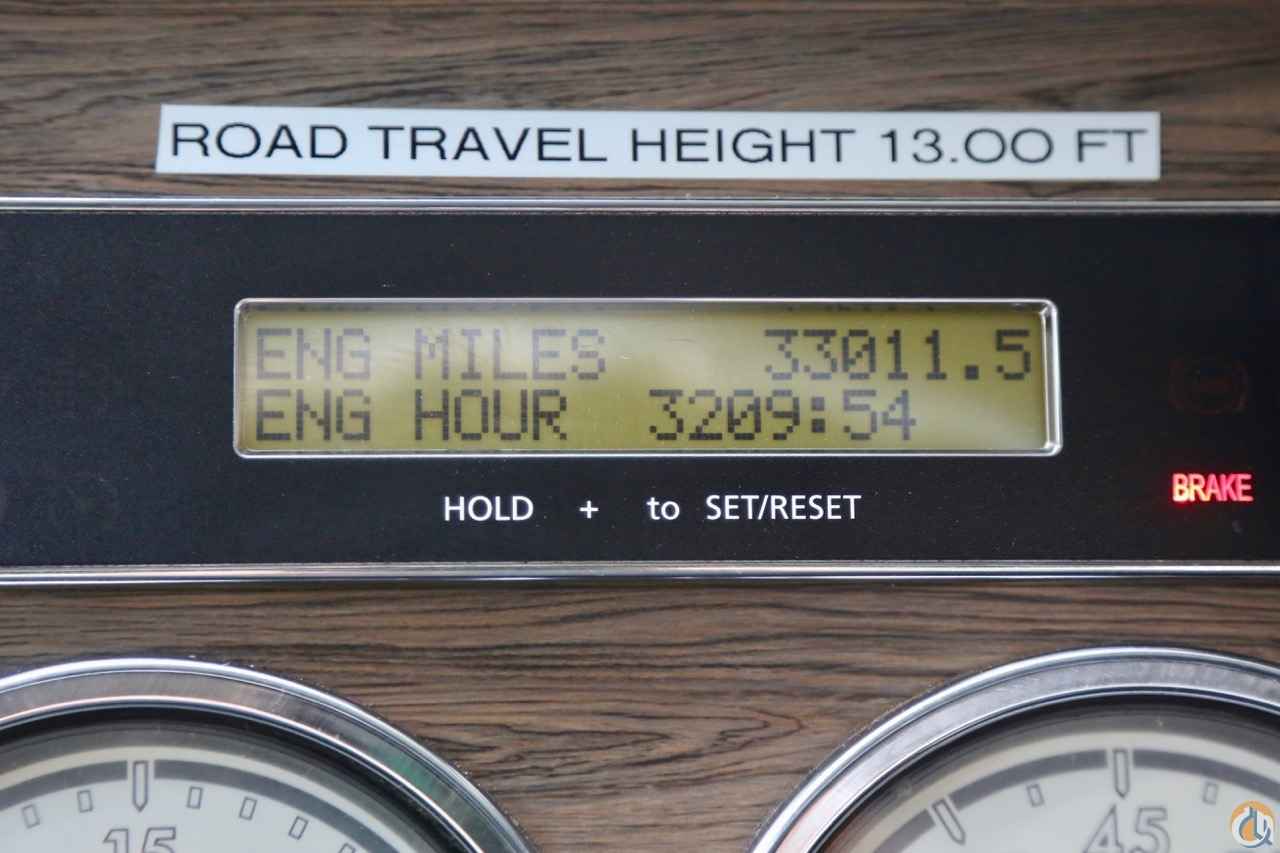 ROAD TRAVEL HEIGHT 13.00 FT
ENG MILES 33011.5
ENG HOUR 3209:54
HOLD + to SET/RESET
BRAKE
15
45